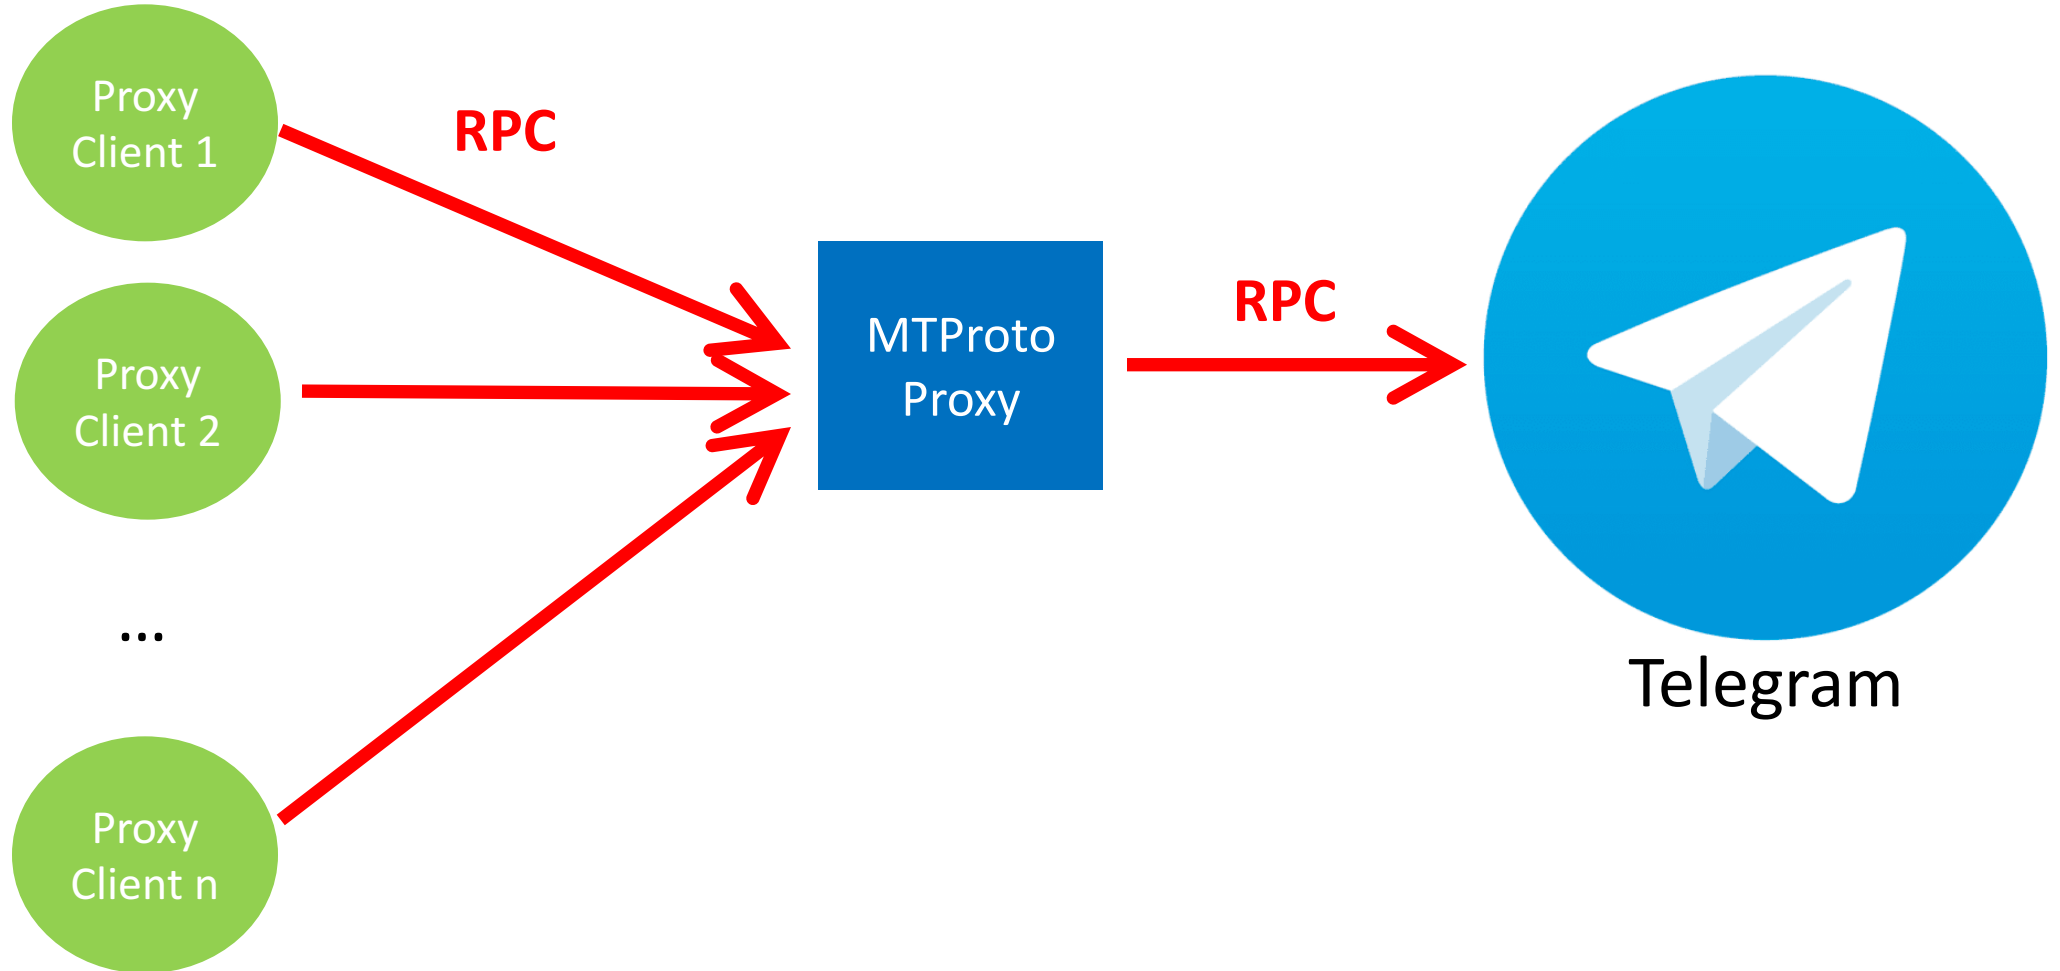 Proxy
Client 1
RPC
Proxy
Client 2
...
Proxy
Client n
MTProto
Proxy
RPC
Telegram